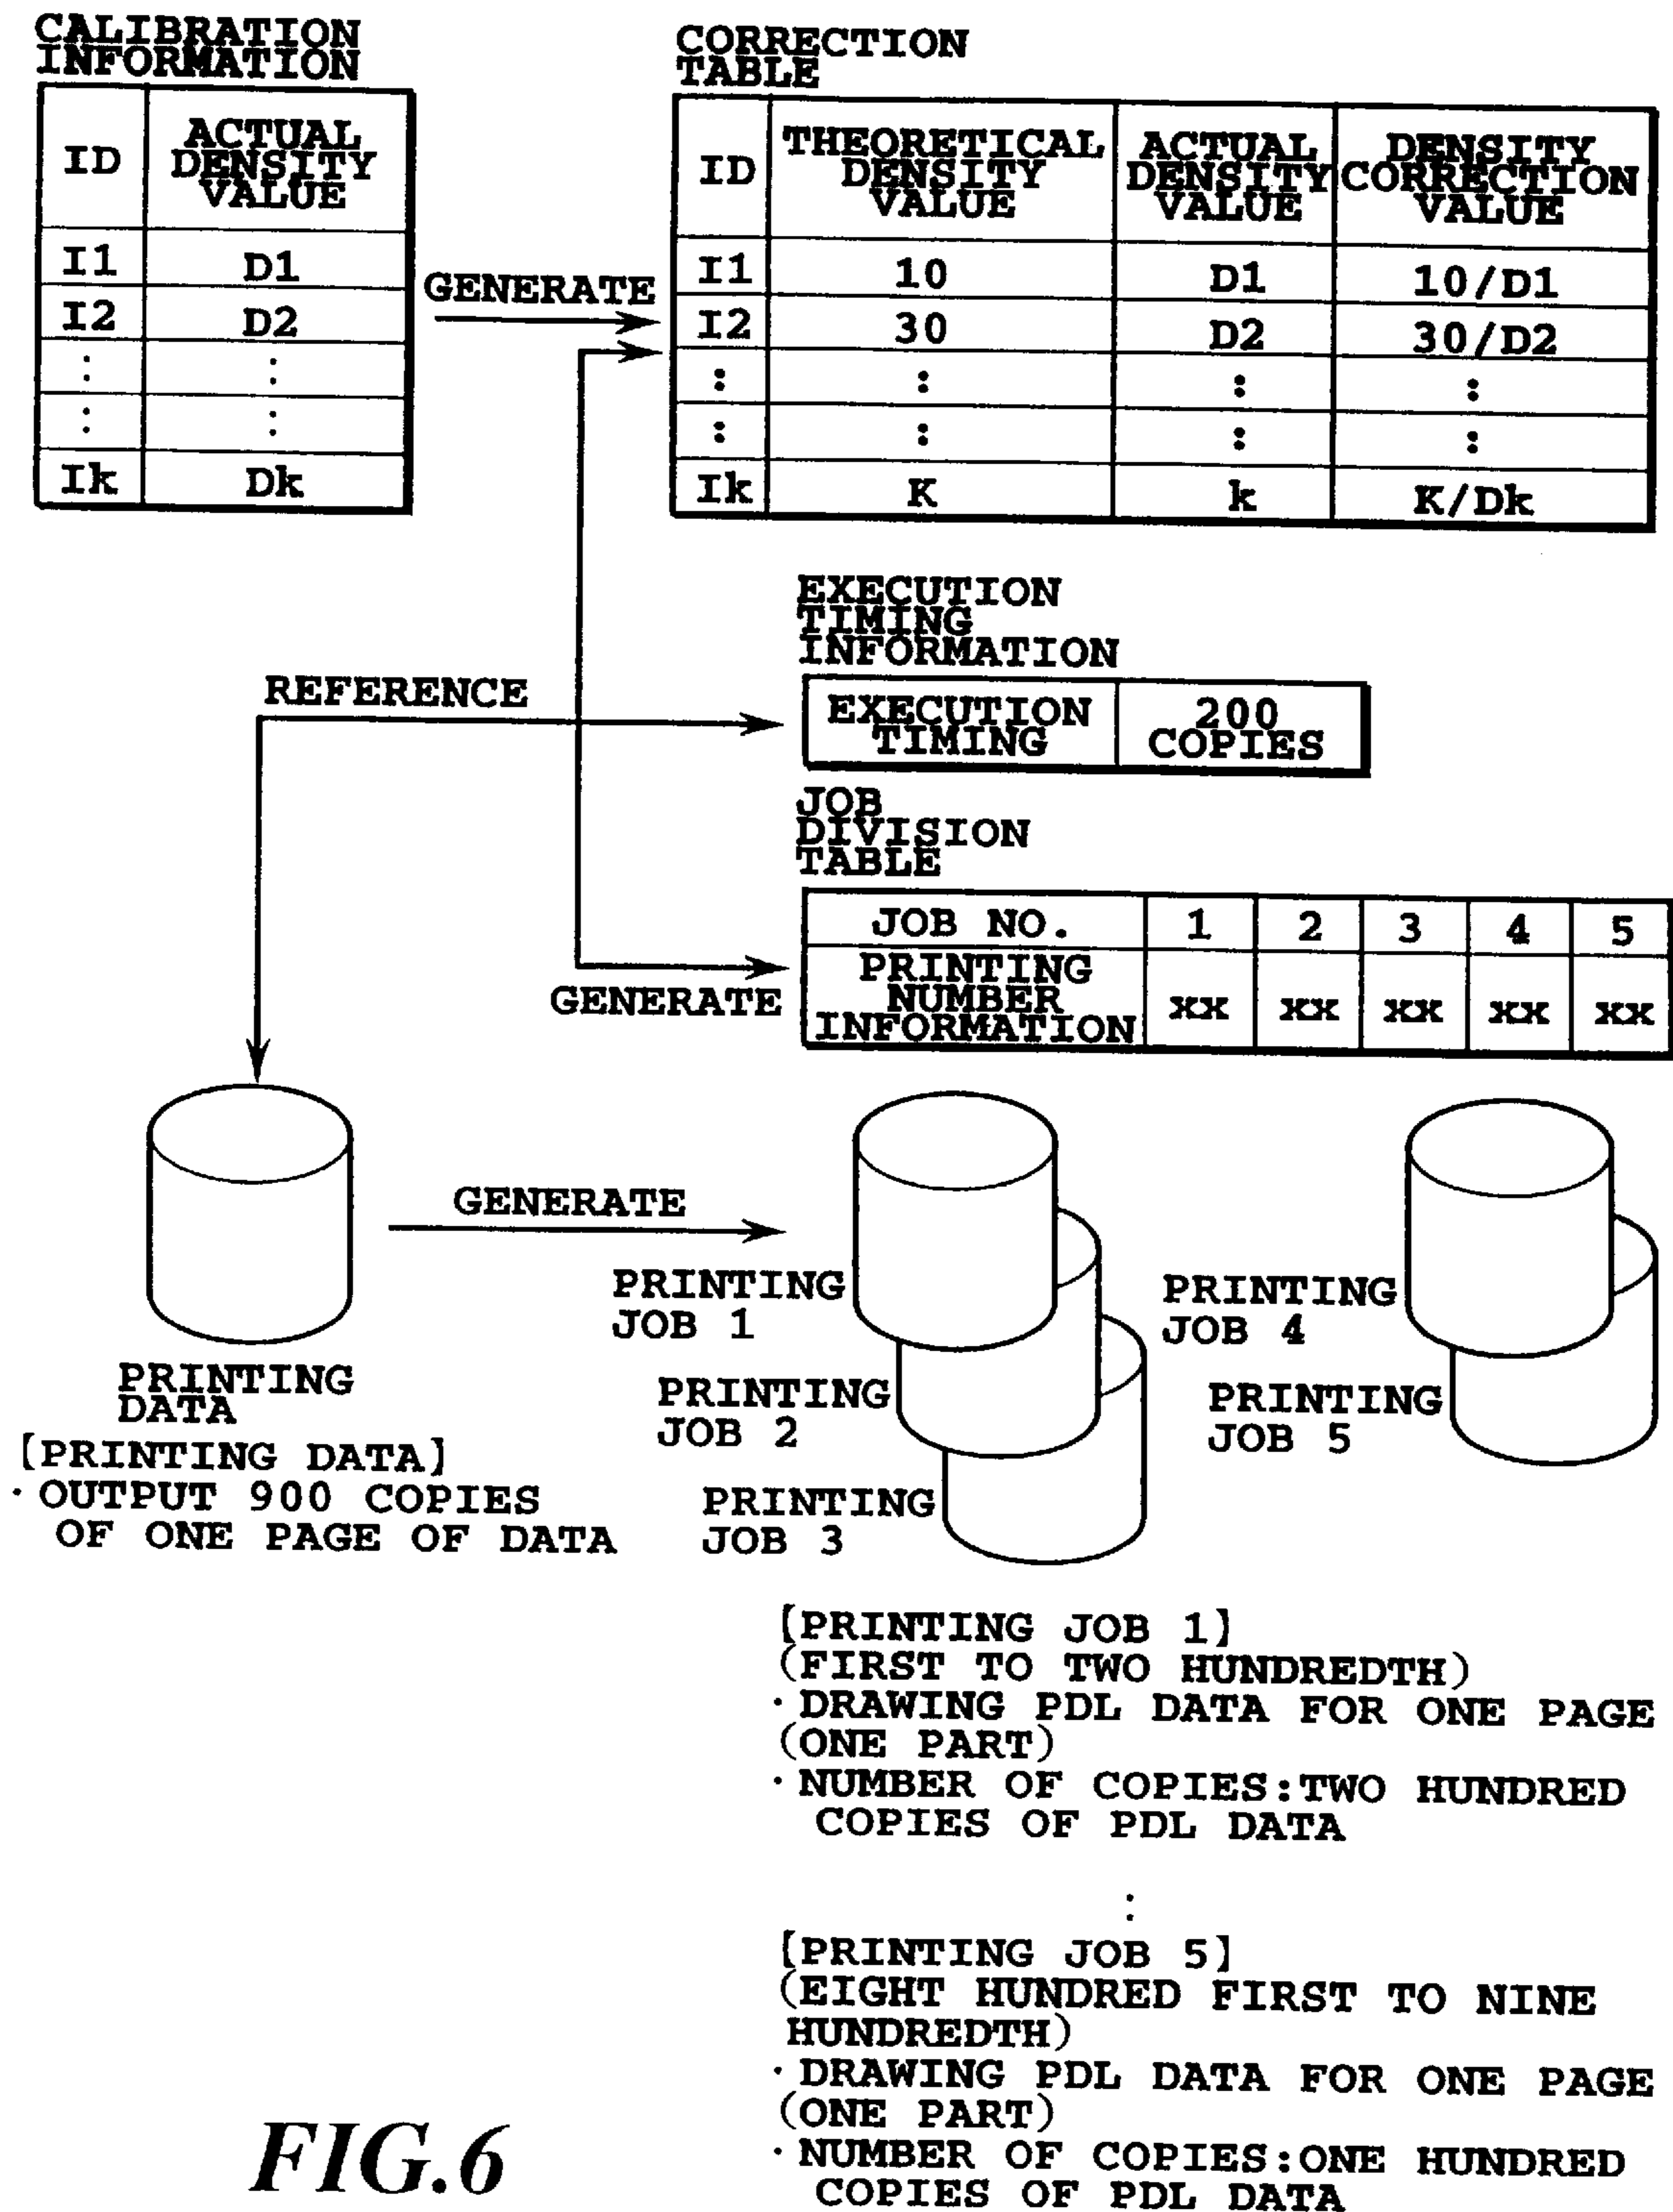 CALIBRATION
INFORMATION
ID
ACTUAL
DENSITY
VALUE
I1 D1
I2 D2
: :
: :
Ik Dk
GENERATE
CORRECTION
TABLE
ID
THEORETICAL
DENSITY
VALUE
ACTUAL
DENSITY
VALUE
DENSITY
CORRECTION
VALUE
I1 10 D1 10/D1
I2 30 D2 30/D2
: : : :
: : : :
Ik K k K/Dk
EXECUTION
TIMING
INFORMATION
REFERENCE
EXECUTION
TIMING
200
COPIES
JOB
DIVISION
TABLE
JOB NO. 1 2 3 4 5
PRINTING
NUMBER
INFORMATION
xx xx xx xx xx
GENERATE
GENERATE
PRINTING
DATA
[PRINTING DATA]
· OUTPUT 900 COPIES
OF ONE PAGE OF DATA
PRINTING
JOB 1
PRINTING
JOB 2
PRINTING
JOB 3
PRINTING
JOB 4
PRINTING
JOB 5
[PRINTING JOB 1]
(FIRST TO TWO HUNDREDTH)
· DRAWING PDL DATA FOR ONE PAGE
(ONE PART)
· NUMBER OF COPIES:TWO HUNDRED
COPIES OF PDL DATA
:
[PRINTING JOB 5]
(EIGHT HUNDRED FIRST TO NINE
HUNDREDTH)
· DRAWING PDL DATA FOR ONE PAGE
(ONE PART)
· NUMBER OF COPIES:ONE HUNDRED
COPIES OF PDL DATA
FIG.6